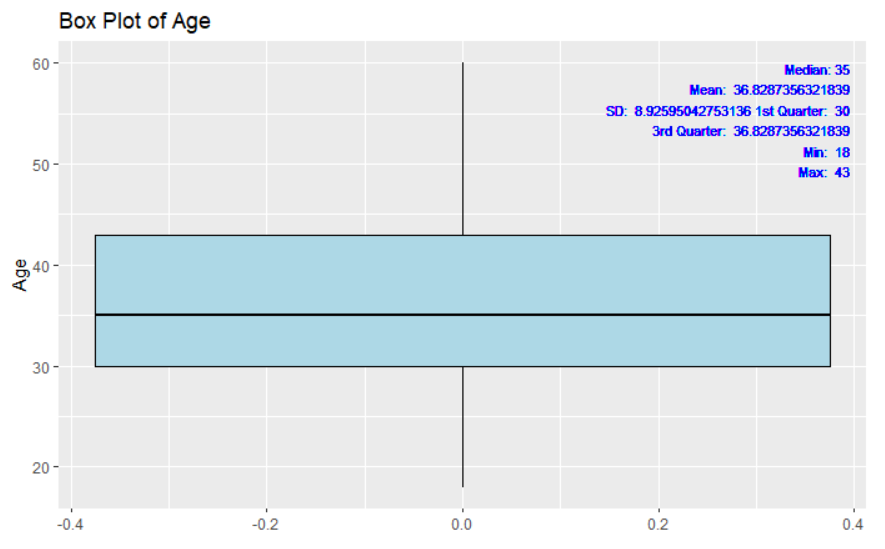 Box Plot of Age
60
Median: 35
Mean: 36.8287356321839
SD: 8.92595042753136 1st Quarter: 30
3rd Quarter: 36.8287356321839
Min: 18
Max: 43
50
Age
40
30
20
-0.4
-0.2
0.0
0.2
0.4